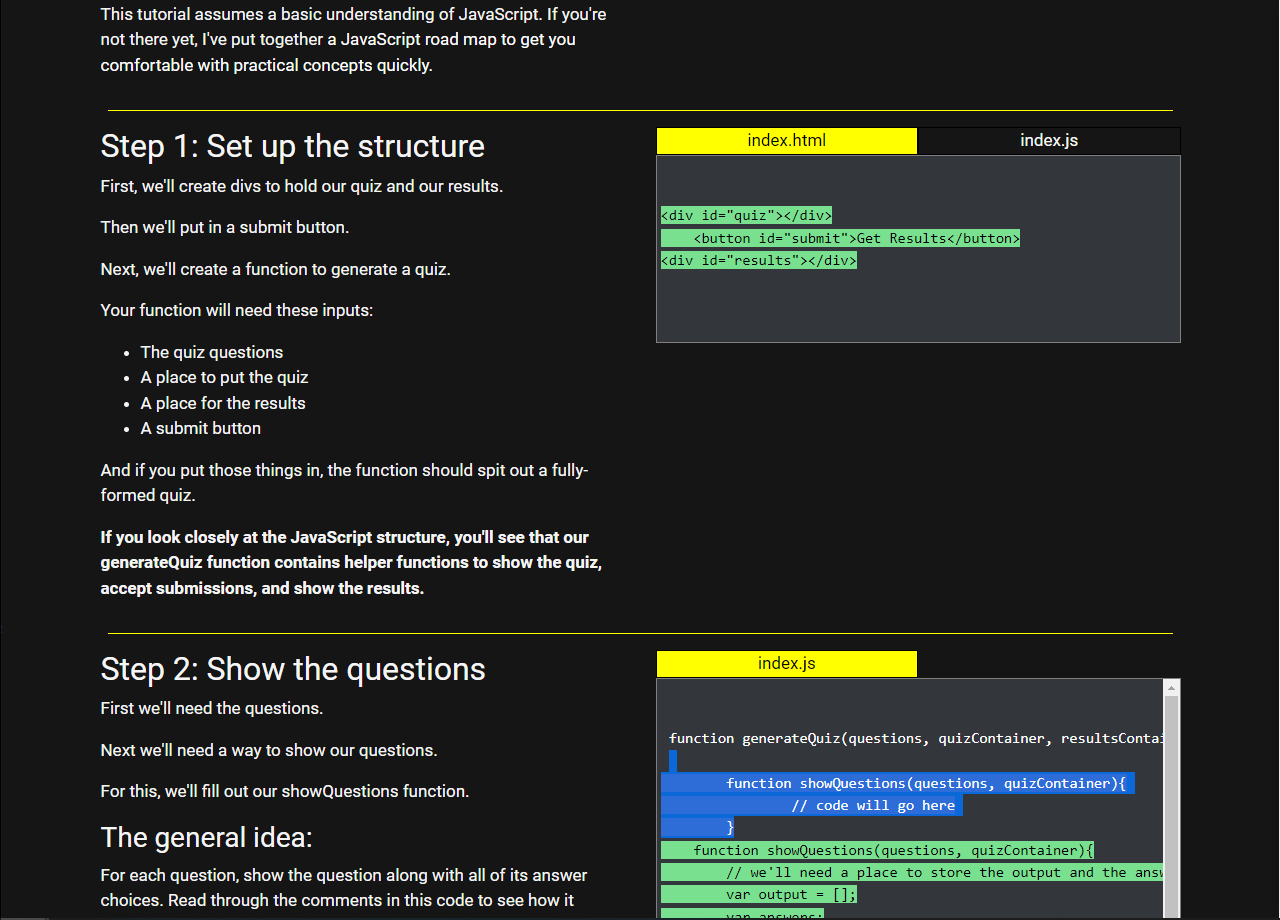 This tutorial assumes a basic understanding of JavaScript. If you're
not there yet, I've put together a JavaScript road map to get you
comfortable with practical concepts quickly.
Step 1: Set up the structure
First, we'll create divs to hold our quiz and our results.
Then we'll put in a submit button.
Next, we'll create a function to generate a quiz.
Your function will need these inputs:
• The quiz questions
• A place to put the quiz
• A place for the results
• A submit button
And if you put those things in, the function should spit out a fully-
formed quiz.
If you look closely at the JavaScript structure, you'll see that our
generateQuiz function contains helper functions to show the quiz,
accept submissions, and show the results.
index.html
index.js
<div id="quiz"></div>
<button id="submit">Get Results</button>
<div id="results"></div>
Step 2: Show the questions
First we'll need the questions.
Next we'll need a way to show our questions.
For this, we'll fill out our showQuestions function.
The general idea:
For each question, show the question along with all of its answer
choices. Read through the comments in this code to see how it
index.js
function generateQuiz(questions, quizContainer, resultsContai
function showQuestions(questions, quizContainer){
// code will go here
}
function showQuestions(questions, quizContainer){
// we'll need a place to store the output and the answ
var output = [];
var answers;